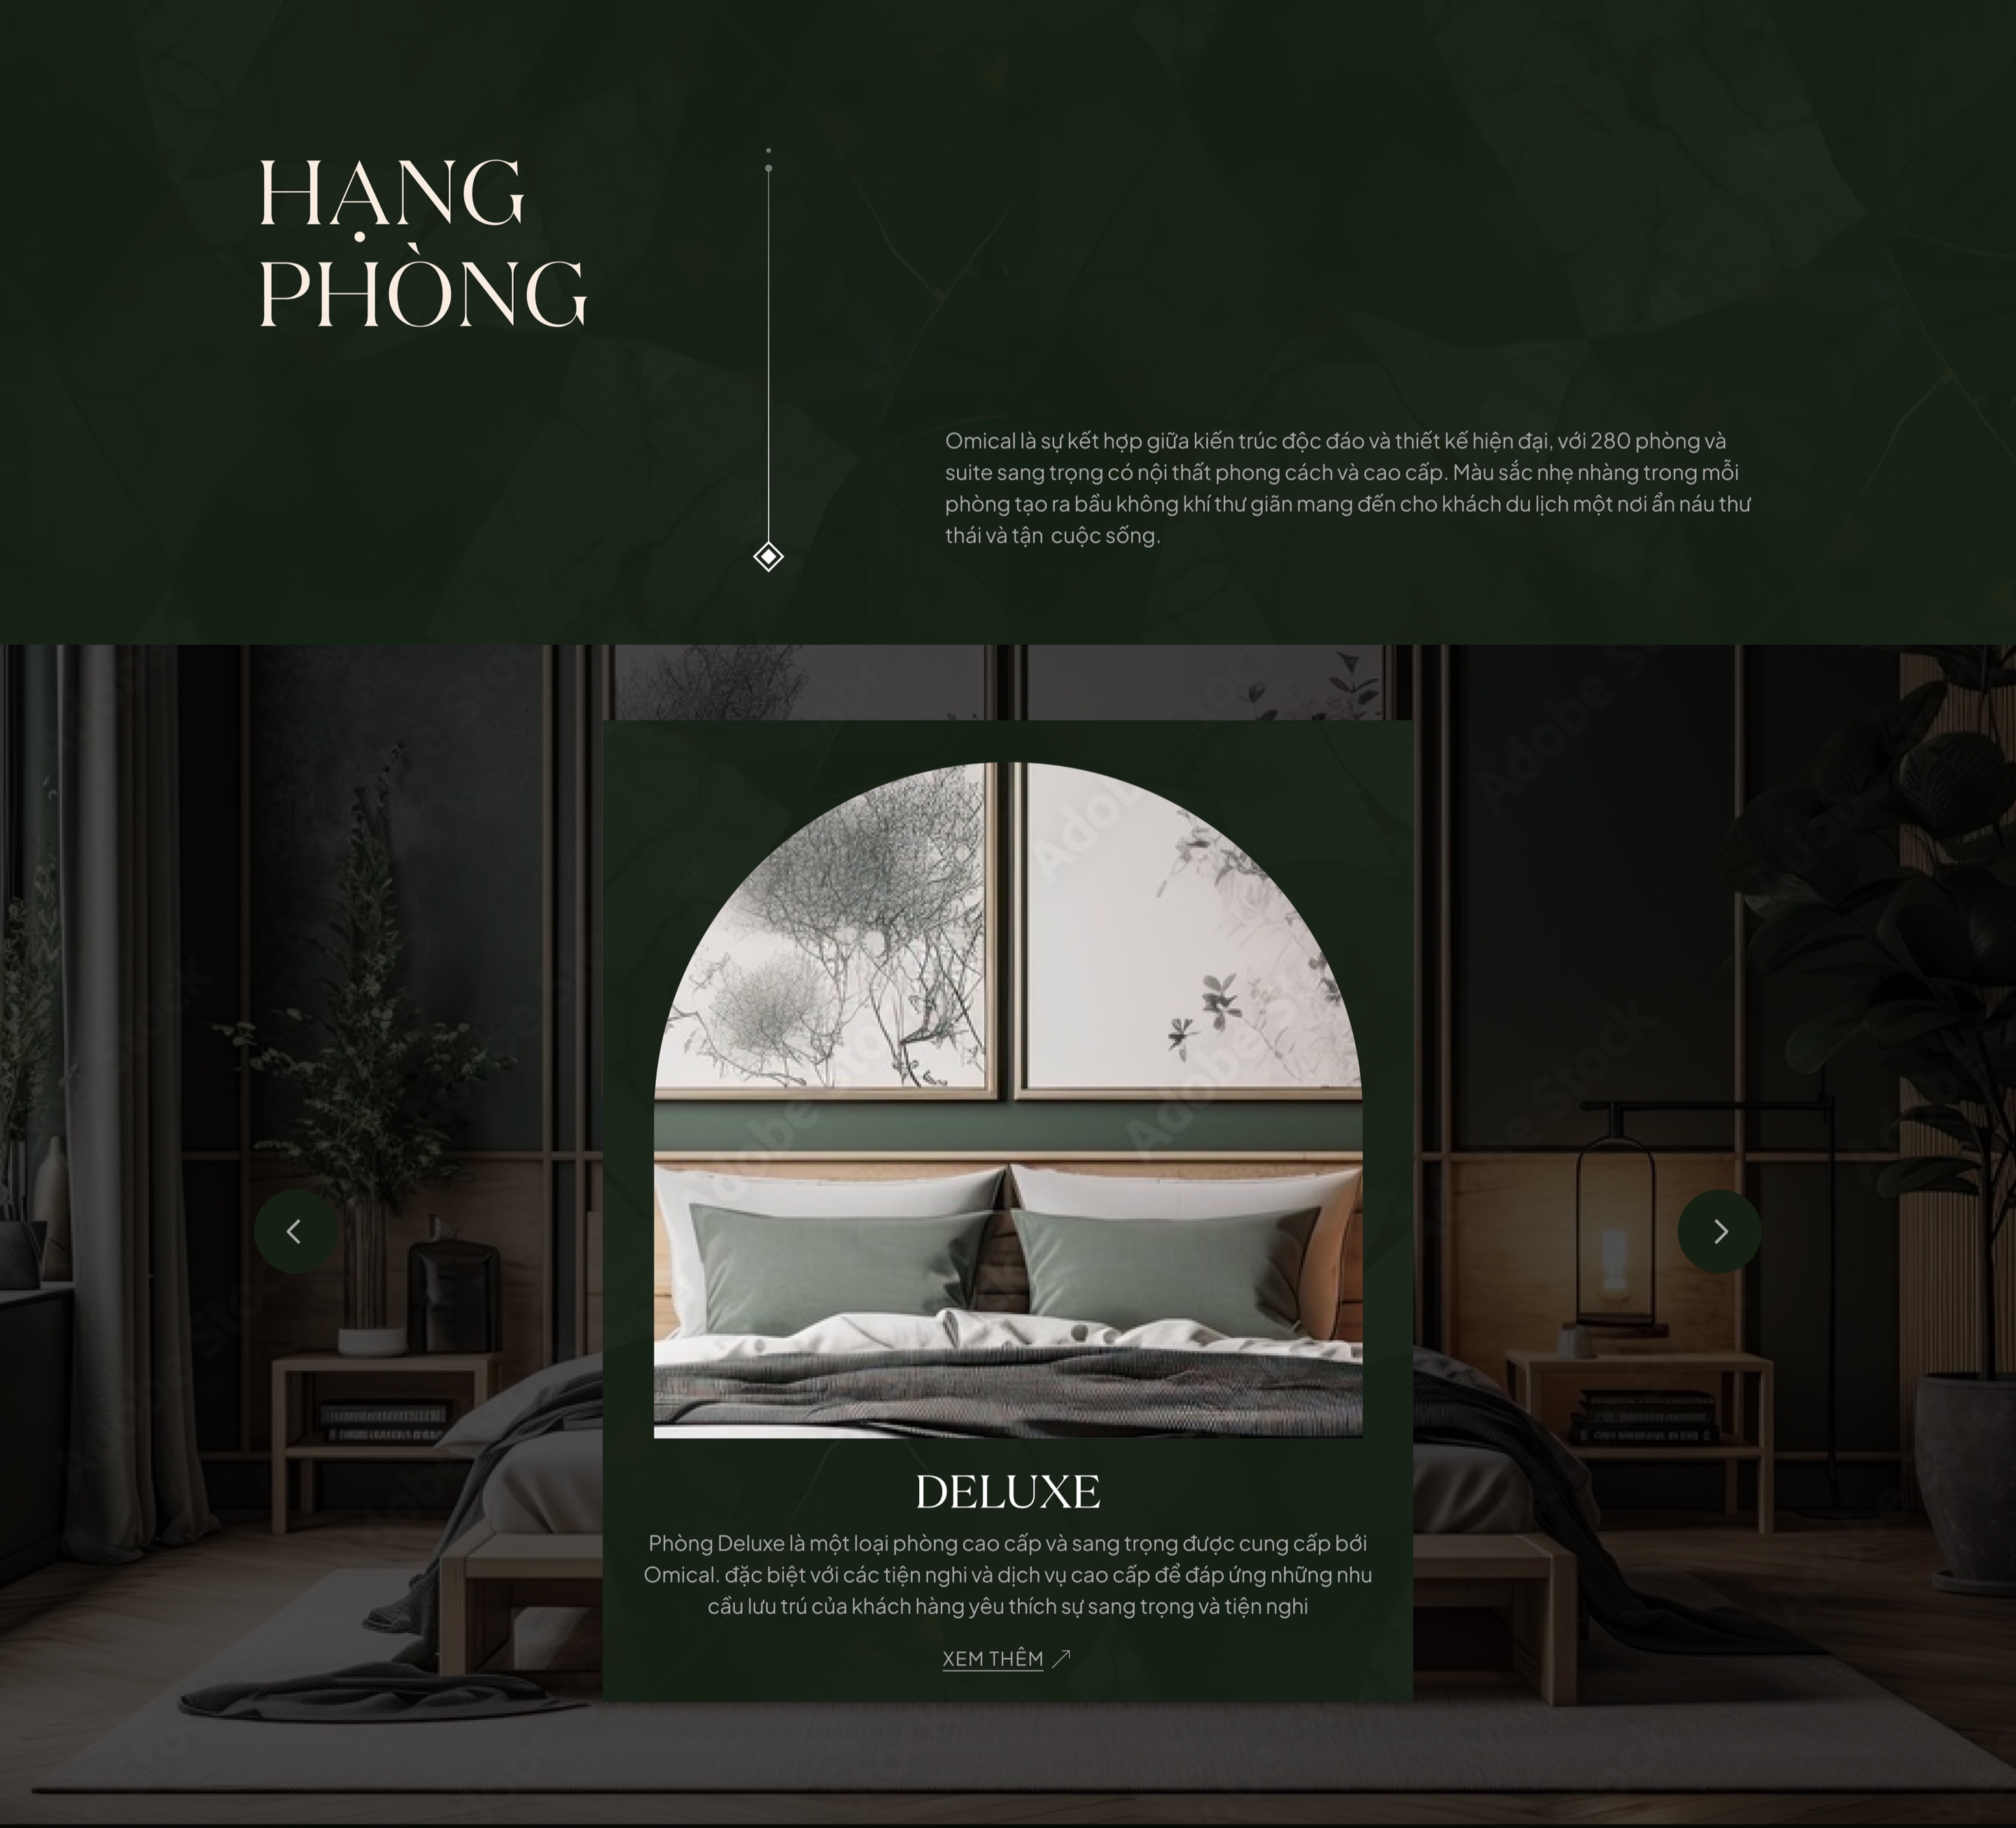 HẠNG
PHÒNG
Omical là sự kết hợp giữa kiến trúc độc đáo và thiết kế hiện đại, với 280 phòng và
suite sang trọng có nội thất phong cách và cao cấp. Màu sắc nhẹ nhàng trong mỗi
phòng tạo ra bầu không khí thư giãn mang đến cho khách du lịch một nơi ẩn náu thư
thái và tận cuộc sống.
Adobe Stock
DELUXE
Phòng Deluxe là một loại phòng cao cấp và sang trọng được cung cấp bới
Omical. đặc biệt với các tiện nghi và dịch vụ cao cấp để đáp ứng những nhu
cầu lưu trú của khách hàng yêu thích sự sang trọng và tiện nghi
XEM THÊM